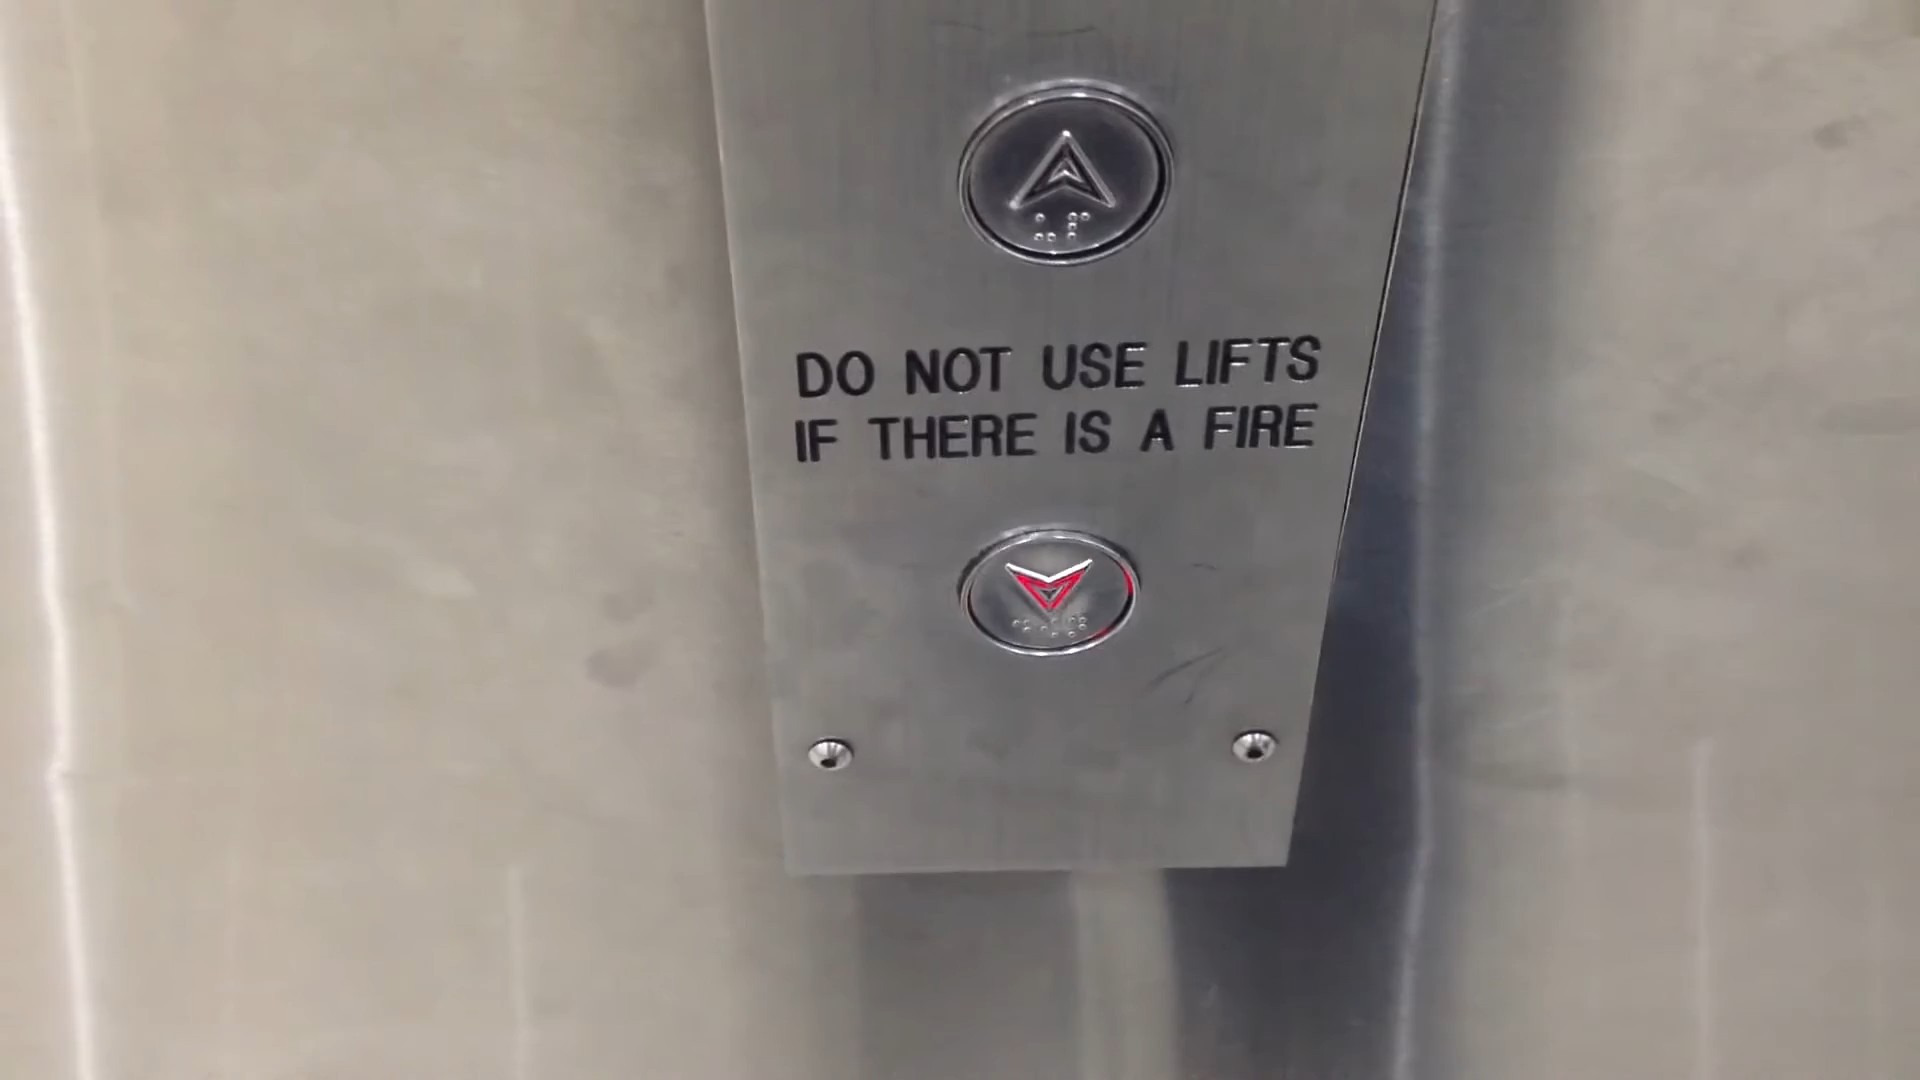 DO NOT USE LIFTS
IF THERE IS A FIRE